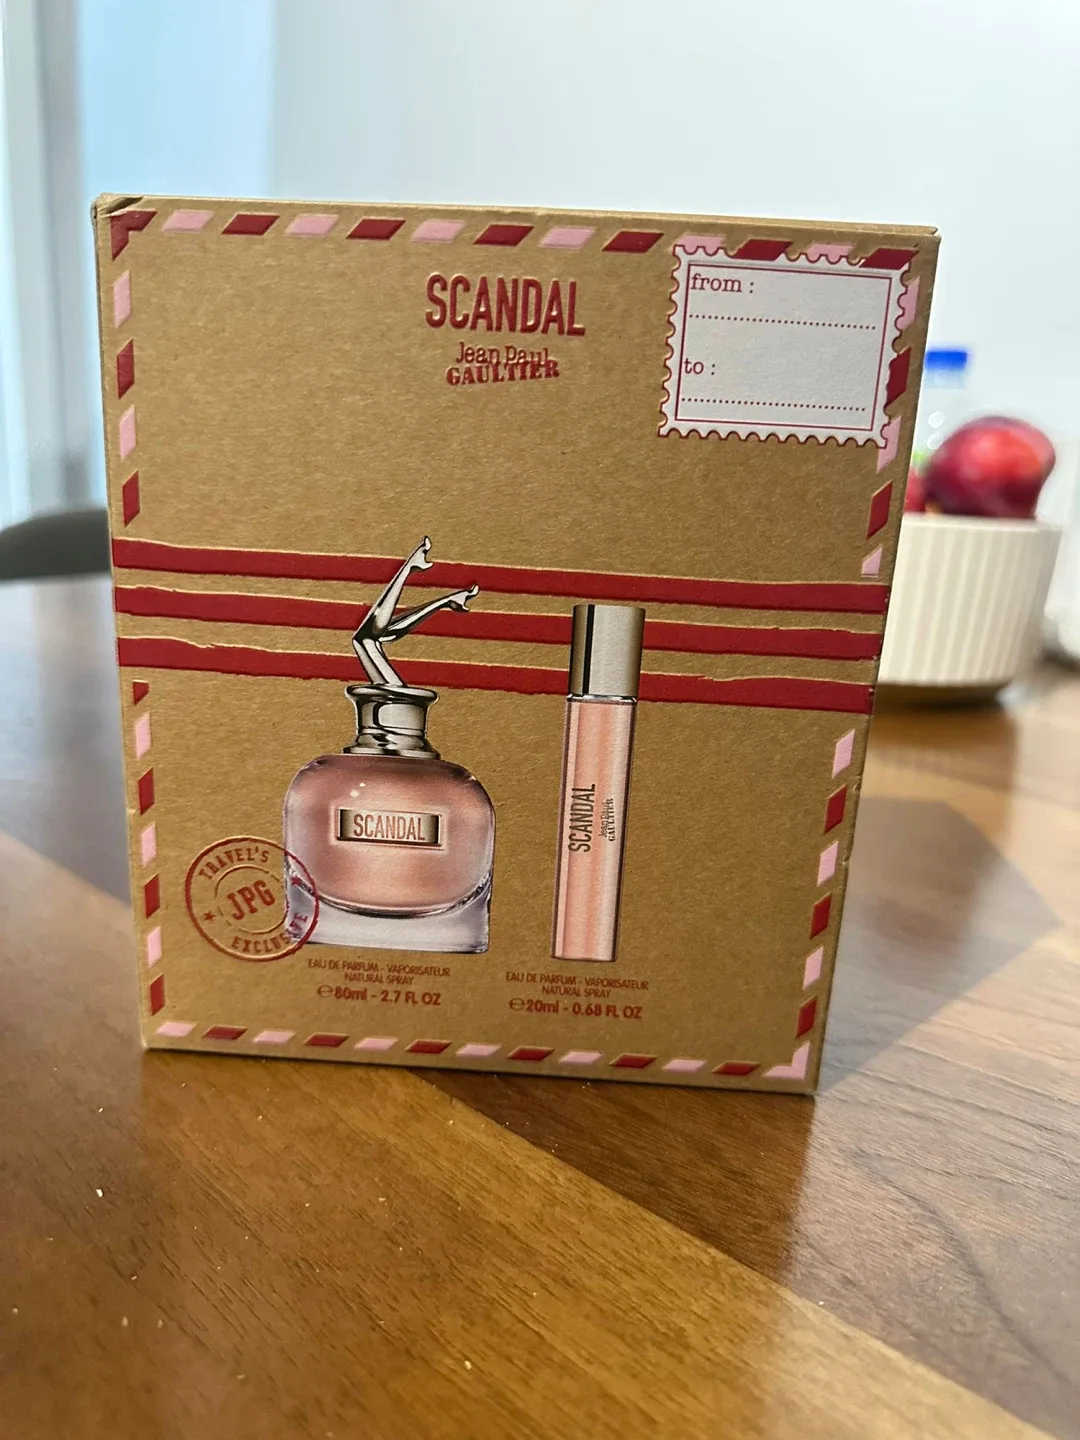 SCANDAL
Jean Paul
GAULTIER
from :
to :
SCANDAL
SCANDAL
Jean Paul
GAULTIER
TRAVEL'S
JPG
EXCLUSIVE
EAU DE PARFUM - VAPORISATEUR
NATURAL SPRAY
℮80ml - 2.7 FL OZ
EAU DE PARFUM - VAPORISATEUR
NATURAL SPRAY
℮20ml - 0.68 FL OZ